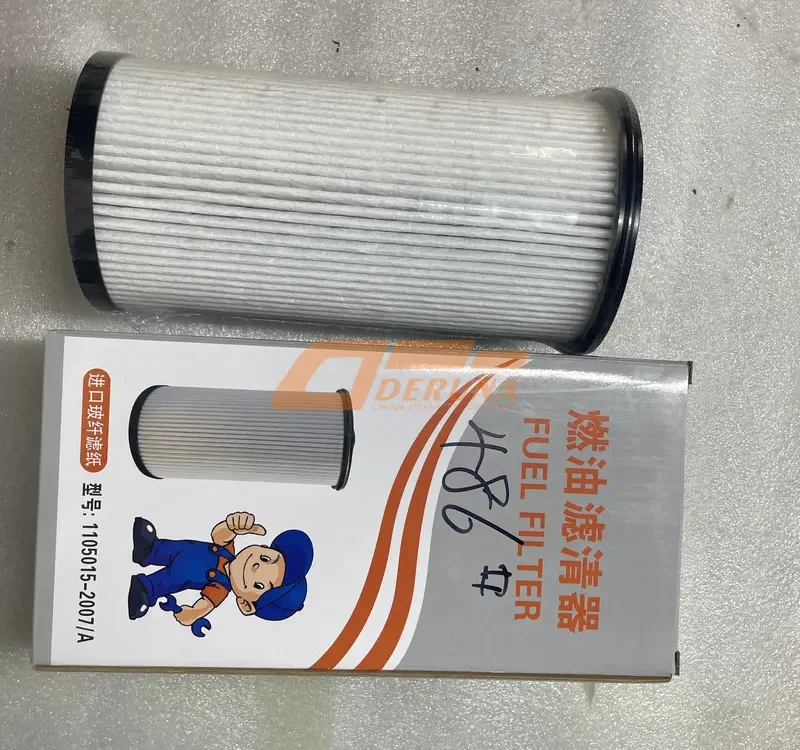 燃油滤清器
FUEL FILTER
486#
进口玻纤滤纸
型号：1105015-2007/A
DERUNA